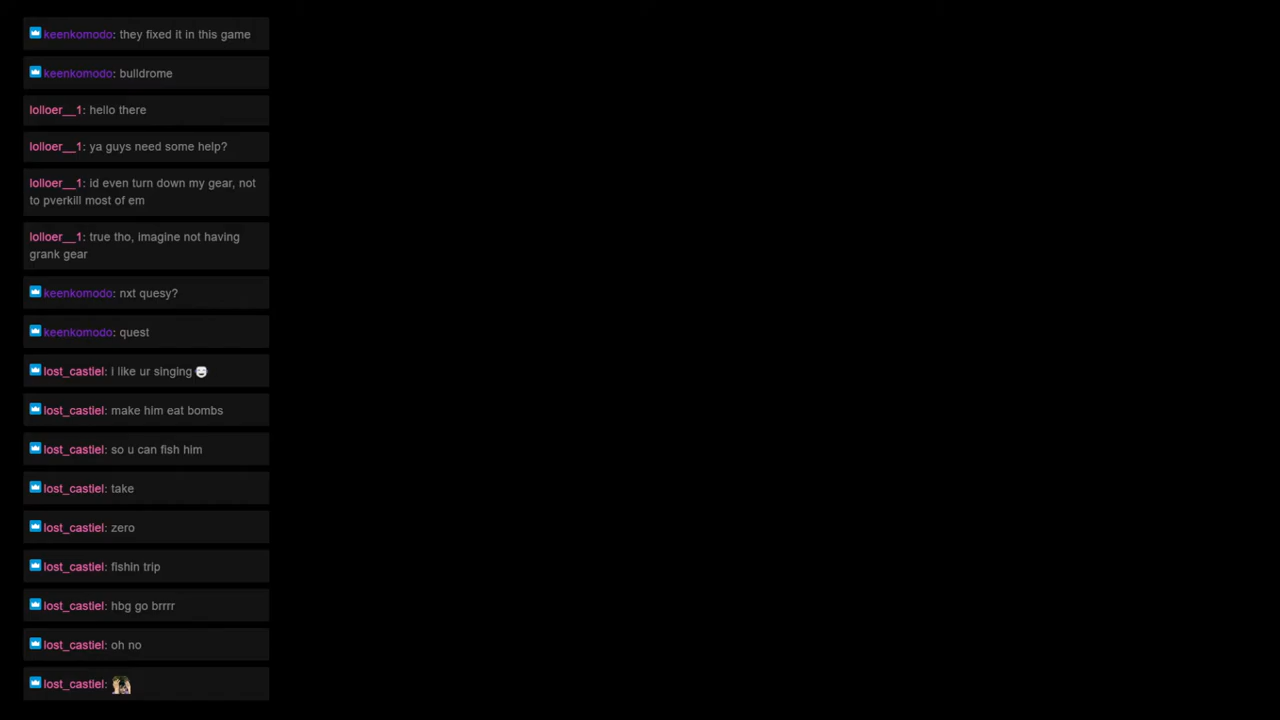 keenkomodo: they fixed it in this game
keenkomodo: bulldrome
lolloer__1: hello there
lolloer__1: ya guys need some help?
lolloer__1: id even turn down my gear, not
to pverkill most of em
lolloer__1: true tho, imagine not having
grank gear
keenkomodo: nxt quesy?
keenkomodo: quest
lost_castiel: i like ur singing
lost_castiel: make him eat bombs
lost_castiel: so u can fish him
lost_castiel: take
lost_castiel: zero
lost_castiel: fishin trip
lost_castiel: hbg go brrrr
lost_castiel: oh no
lost_castiel: